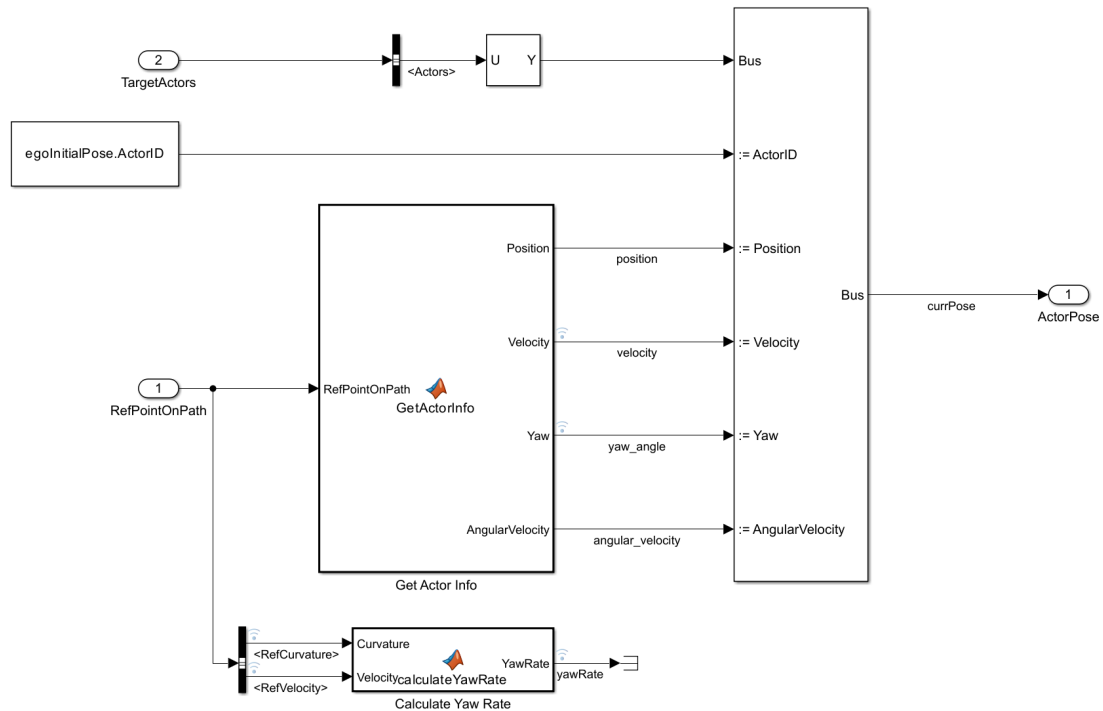 2
TargetActors
<Actors>
U
Y
Bus
egoInitialPose.ActorID
:= ActorID
Position
position
:= Position
Bus
currPose
1
ActorPose
Velocity
velocity
:= Velocity
1
RefPointOnPath
RefPointOnPath
GetActorInfo
Yaw
yaw_angle
:= Yaw
AngularVelocity
angular_velocity
:= AngularVelocity
Get Actor Info
<RefCurvature>
Curvature
<RefVelocity>
Velocity
calculateYawRate
YawRate
yawRate
Calculate Yaw Rate